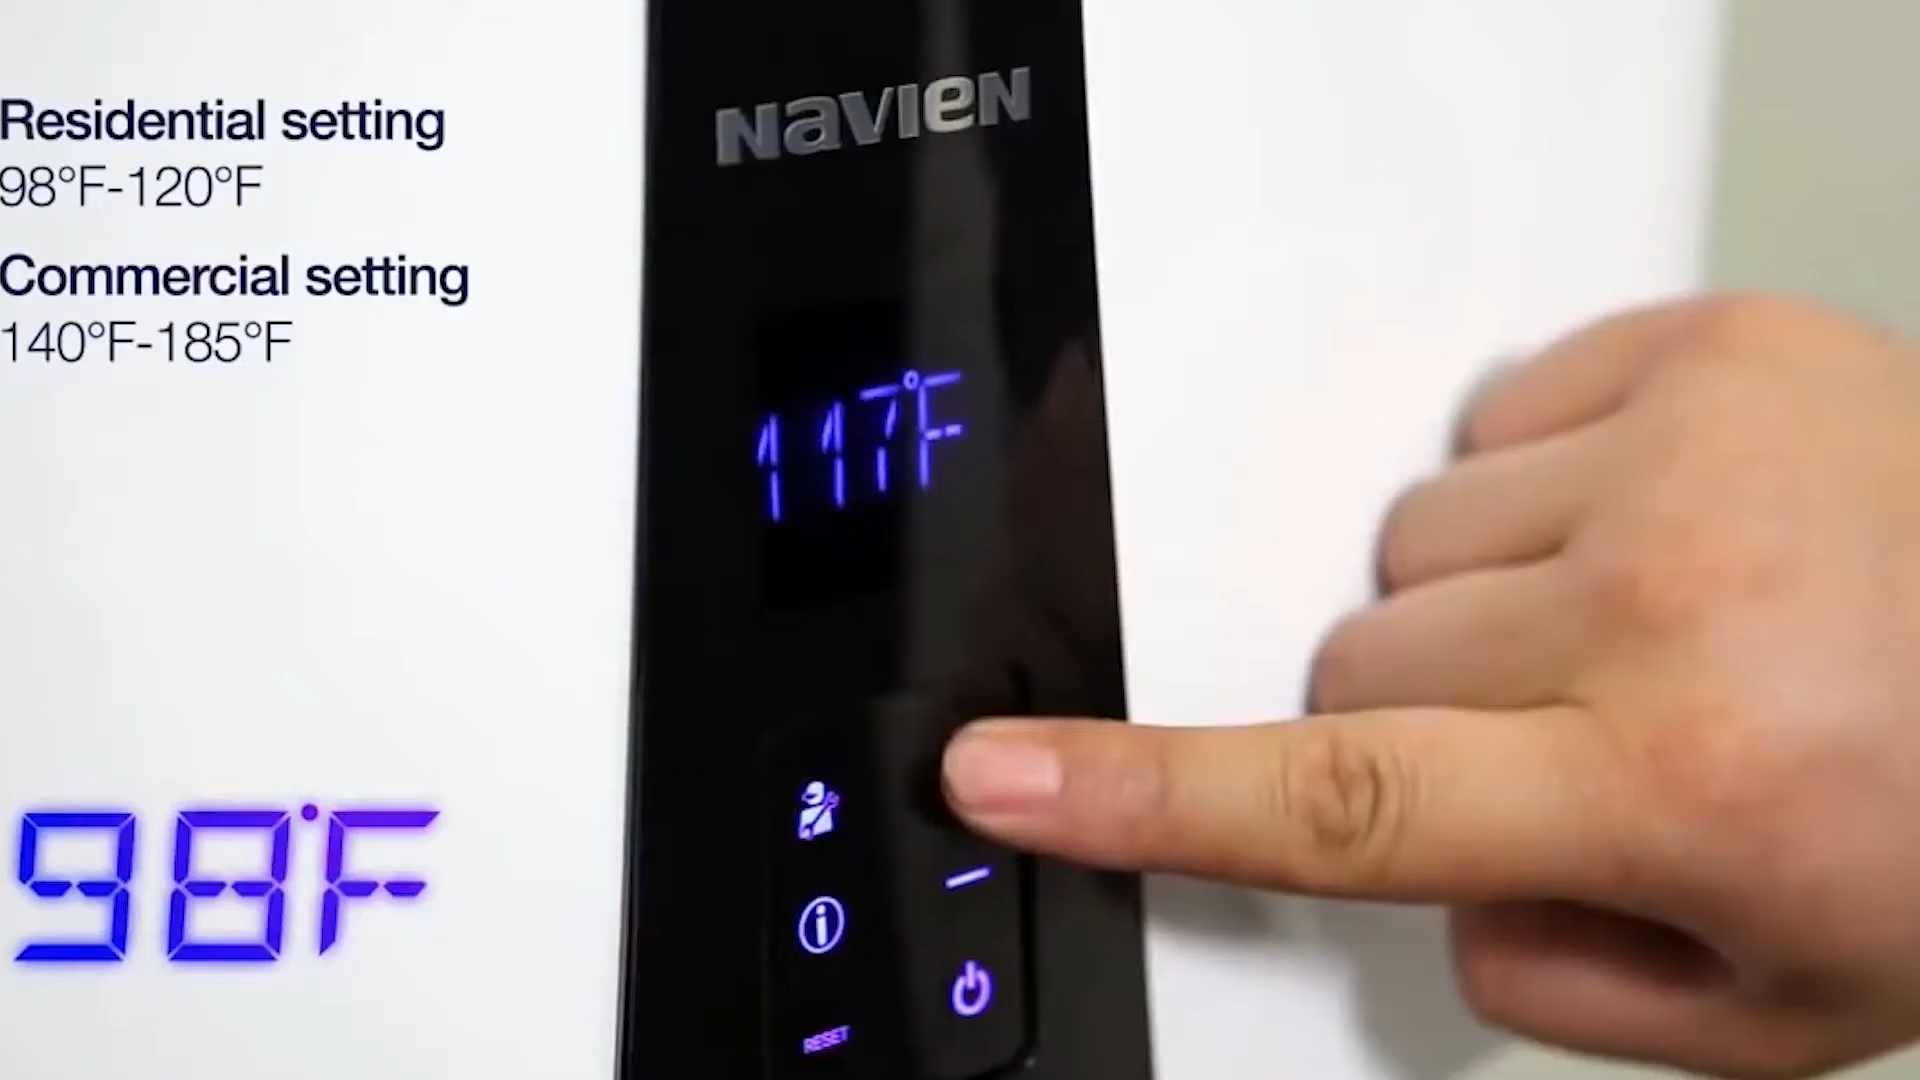 Residential setting
98°F-120°F
Commercial setting
140°F-185°F
NAVIEN
117°F
98°F
RESET